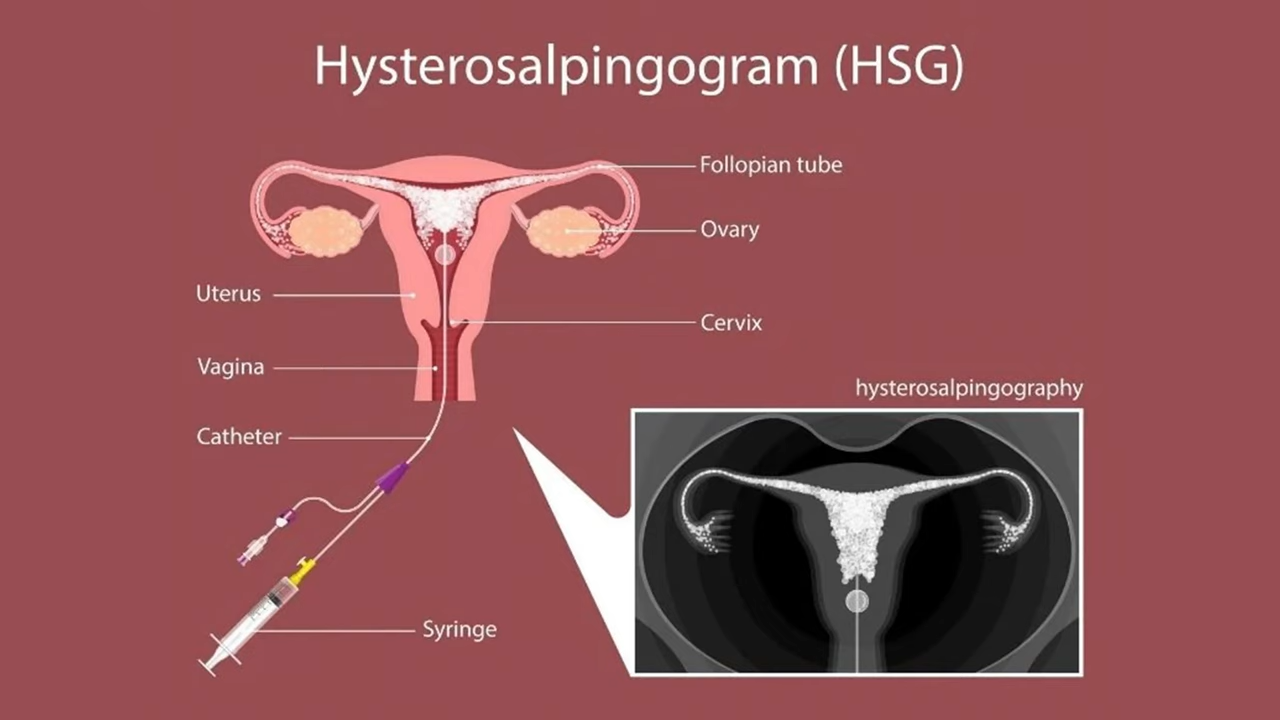 Hysterosalpingogram (HSG)
Follopian tube
Ovary
Uterus
Cervix
Vagina
hysterosalpingography
Catheter
Syringe